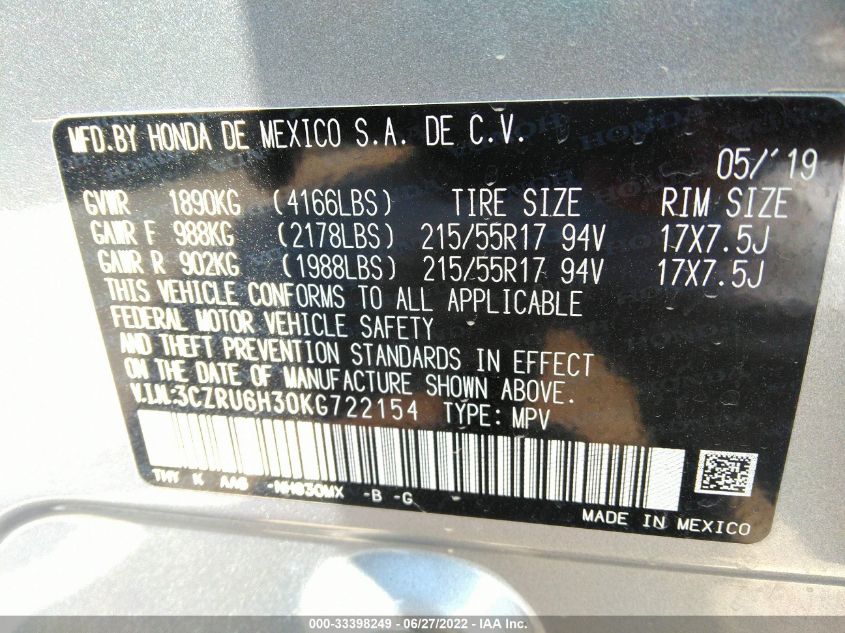 MFD.BY HONDA DE MEXICO S.A. DE C.V.
05/'19
GVWR 1890KG (4166LBS) TIRE SIZE RIM SIZE
GAWR F 988KG (2178LBS) 215/55R17 94V 17X7.5J
GAWR R 902KG (1988LBS) 215/55R17 94V 17X7.5J
THIS VEHICLE CONFORMS TO ALL APPLICABLE
FEDERAL MOTOR VEHICLE SAFETY
AND THEFT PREVENTION STANDARDS IN EFFECT
ON THE DATE OF MANUFACTURE SHOWN ABOVE.
V.I.N:3CZRU6H30KG722154 TYPE: MPV
K -NH830MX -B -G
MADE IN MEXICO
000-33398249 - 06/27/2022 - IAA Inc.